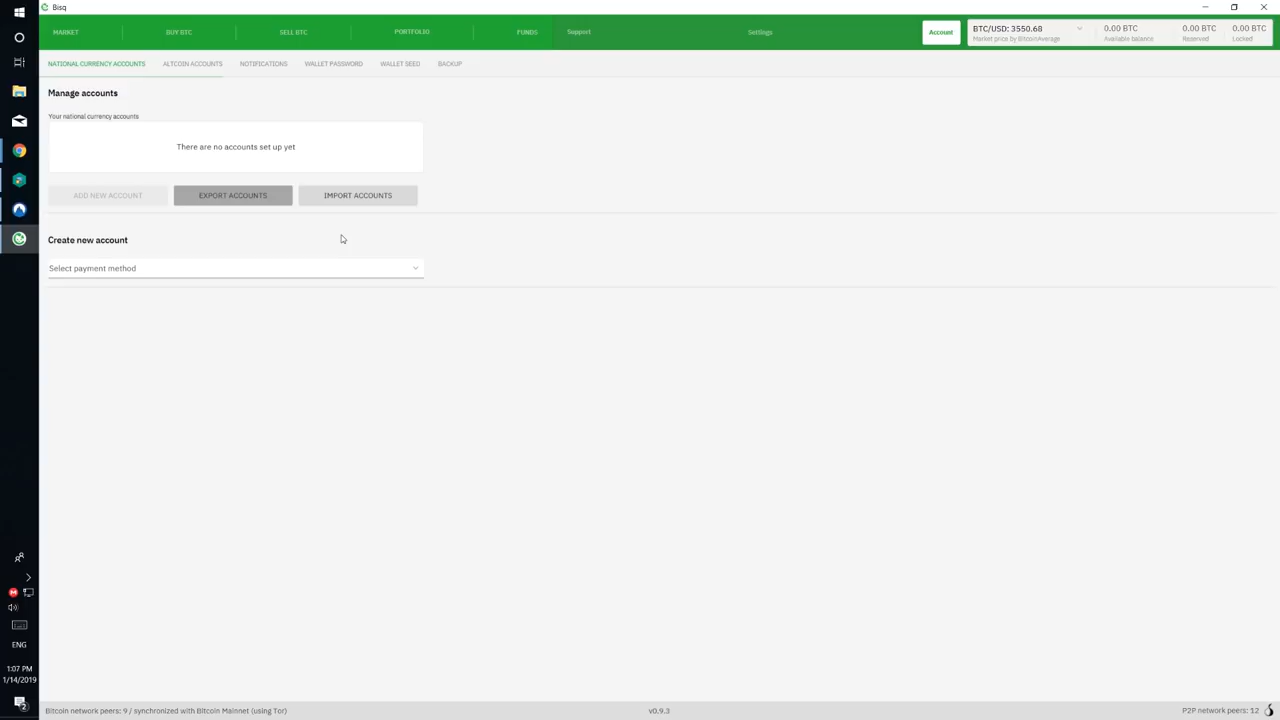 Bisq
MARKET
BUY BTC
SELL BTC
PORTFOLIO
FUNDS
Support
Settings
Account
BTC/USD: 3550.68
Market price by BitcoinAverage
0.00 BTC
Available balance
0.00 BTC
Reserved
0.00 BTC
Locked
NATIONAL CURRENCY ACCOUNTS
ALTCOIN ACCOUNTS
NOTIFICATIONS
WALLET PASSWORD
WALLET SEED
BACKUP
Manage accounts
Your national currency accounts
There are no accounts set up yet
ADD NEW ACCOUNT
EXPORT ACCOUNTS
IMPORT ACCOUNTS
Create new account
Select payment method
ENG
1:07 PM
1/14/2019
2
Bitcoin network peers: 9 / synchronized with Bitcoin Mainnet (using Tor)
v0.9.3
P2P network peers: 12